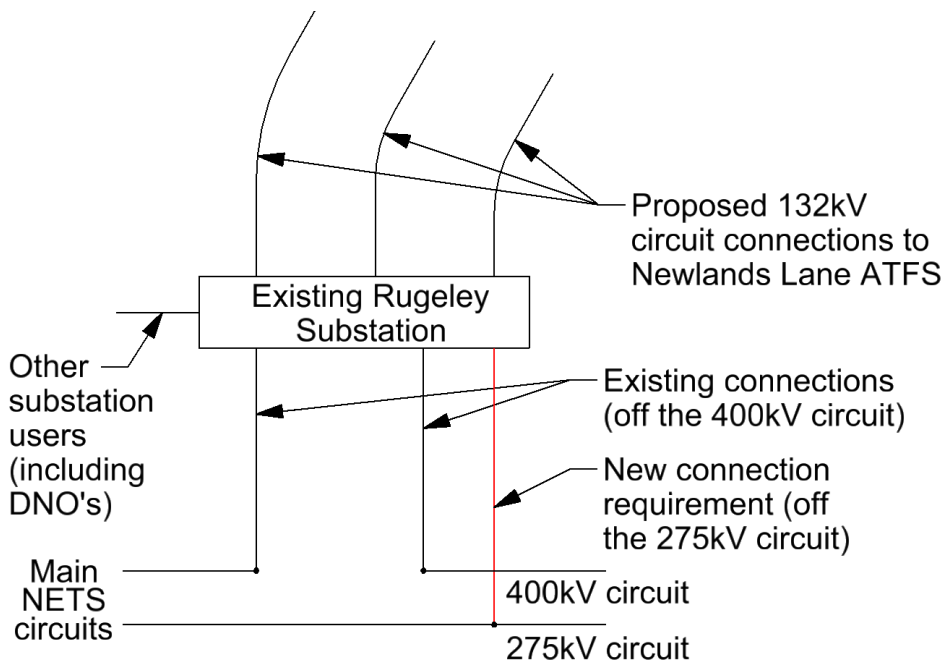 Proposed 132kV
circuit connections to
Newlands Lane ATFS
Existing Rugeley
Substation
Other
substation
users
(including
DNO's)
Existing connections
(off the 400kV circuit)
New connection
requirement (off
the 275kV circuit)
Main
NETS
circuits
400kV circuit
275kV circuit